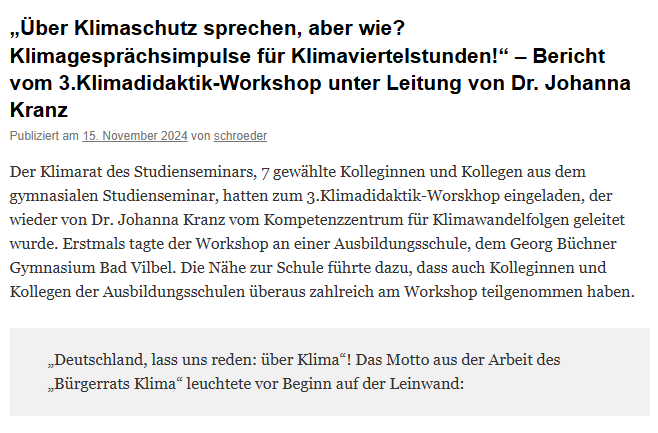 „Über Klimaschutz sprechen, aber wie?
Klimagesprächsimpulse für Klimaviertelstunden!“ – Bericht
vom 3.Klimadidaktik-Workshop unter Leitung von Dr. Johanna
Kranz
Publiziert am 15. November 2024 von schroeder
Der Klimarat des Studienseminars, 7 gewählte Kolleginnen und Kollegen aus dem
gymnasialen Studienseminar, hatten zum 3.Klimadidaktik-Worskhop eingeladen, der
wieder von Dr. Johanna Kranz vom Kompetenzzentrum für Klimawandelfolgen geleitet
wurde. Erstmals tagte der Workshop an einer Ausbildungsschule, dem Georg Büchner
Gymnasium Bad Vilbel. Die Nähe zur Schule führte dazu, dass auch Kolleginnen und
Kollegen der Ausbildungsschulen überaus zahlreich am Workshop teilgenommen haben.
„Deutschland, lass uns reden: über Klima“! Das Motto aus der Arbeit des
„Bürgerrats Klima“ leuchtete vor Beginn auf der Leinwand: